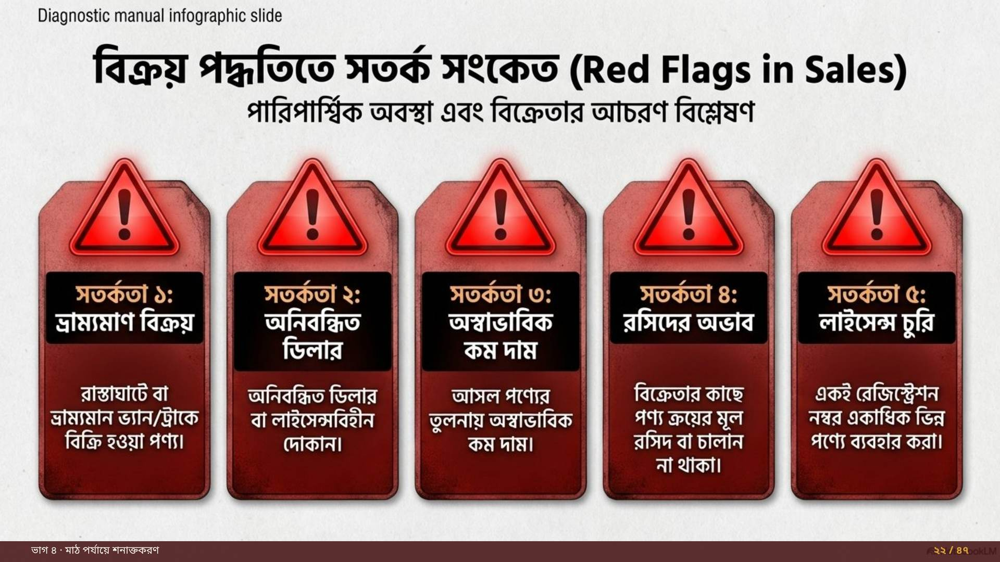 Diagnostic manual infographic slide
বিক্রয় পদ্ধতিতে সতর্ক সংকেত (Red Flags in Sales)
পারিপার্শ্বিক অবস্থা এবং বিক্রেতার আচরণ বিশ্লেষণ
সতর্কতা ১:
ভ্রাম্যমাণ বিক্রয়
রাস্তাঘাটে বা
ভ্রাম্যমান ভ্যান/ট্রাকে
বিক্রি হওয়া পণ্য।
সতর্কতা ২:
অনিবন্ধিত
ডিলার
অনিবন্ধিত ডিলার
বা লাইসেন্সবিহীন
দোকান।
সতর্কতা ৩:
অস্বাভাবিক
কম দাম
আসল পণ্যের
তুলনায় অস্বাভাবিক
কম দাম।
সতর্কতা ৪:
রসিদের অভাব
বিক্রেতার কাছে
পণ্য ক্রয়ের মূল
রসিদ বা চালান
না থাকা।
সতর্কতা ৫:
লাইসেন্স চুরি
একই রেজিস্ট্রেশন
নম্বর একাধিক ভিন্ন
পণ্যে ব্যবহার করা।
ভাগ ৪ · মাঠ পর্যায়ে শনাক্তকরণ
২২ / ৪৭